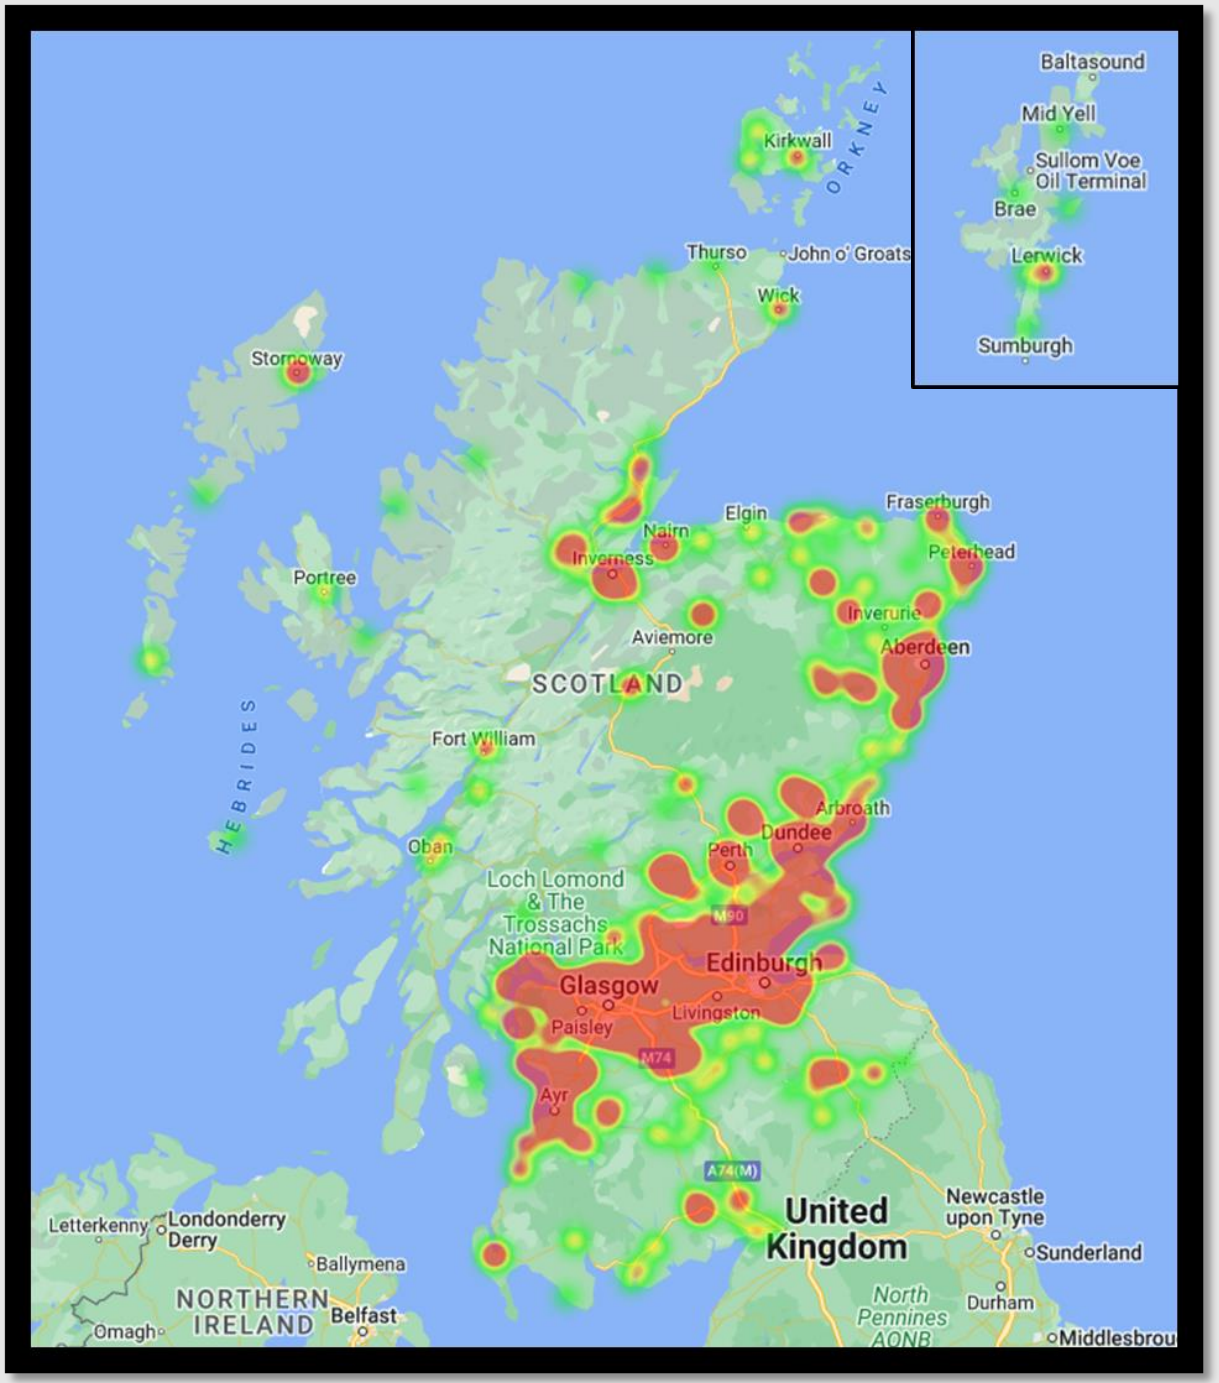 Baltasound
Mid Yell
Sullom Voe
Oil Terminal
Brae
Lerwick
Sumburgh
Kirkwall
ORKNEY
Thurso
John o' Groats
Wick
Stornoway
Fraserburgh
Elgin
Nairn
Peterhead
Inverness
Portree
Inverurie
Aviemore
Aberdeen
SCOTLAND
HEBRIDES
Fort William
Arbroath
Dundee
Oban
Perth
Loch Lomond
& The
Trossachs
National Park
M90
Edinburgh
Glasgow
Livingston
Paisley
M74
Ayr
A74(M)
United
Kingdom
Newcastle
upon Tyne
Sunderland
Letterkenny
Londonderry
Derry
Ballymena
NORTHERN
IRELAND
Belfast
Omagh
North
Pennines
AONB
Durham
Middlesbrou